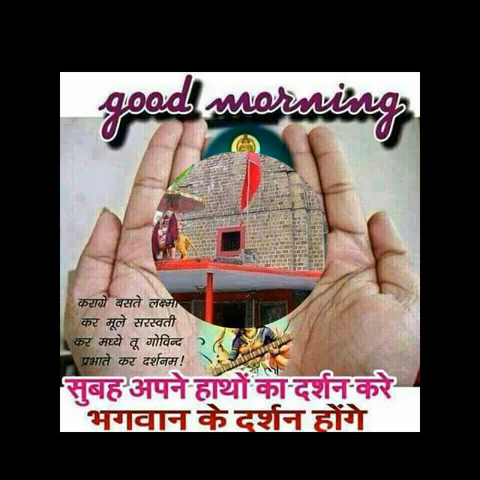 good morning
कराग्रे बसते लक्ष्मी
कर मूले सरस्वती
कर मध्ये तू गोविन्द
प्रभाते कर दर्शनम!
सुबह अपने हाथों का दर्शन करे
भगवान के दर्शन होंगे